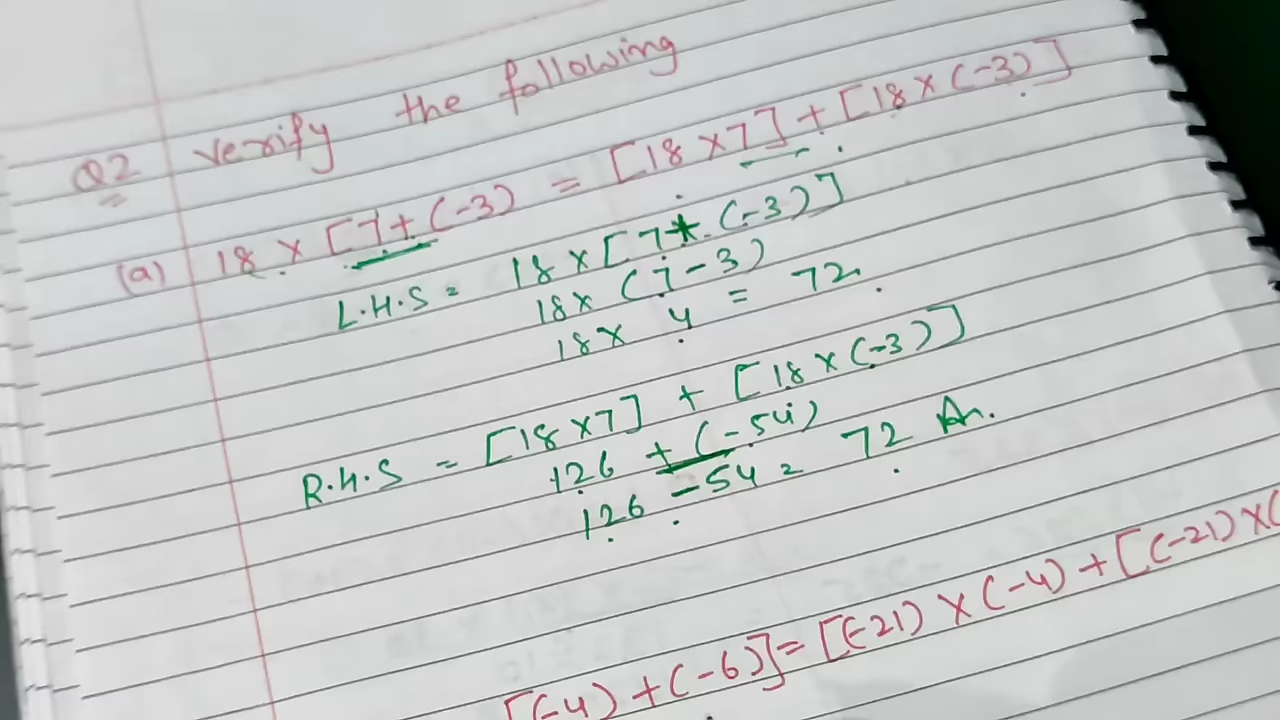 Q2 Verify the following
(a) 18 × [7 + (-3) = [18 × 7] + [18 × (-3)]
L.H.S = 18 × [7 + (-3)]
18 × (7 - 3)
18 × 4 = 72
R.H.S = [18 × 7] + [18 × (-3)]
126 + (-54)
126 - 54 = 72 An.
[(-4) + (-6)] = [(-21) × (-4) + [(-21) × (